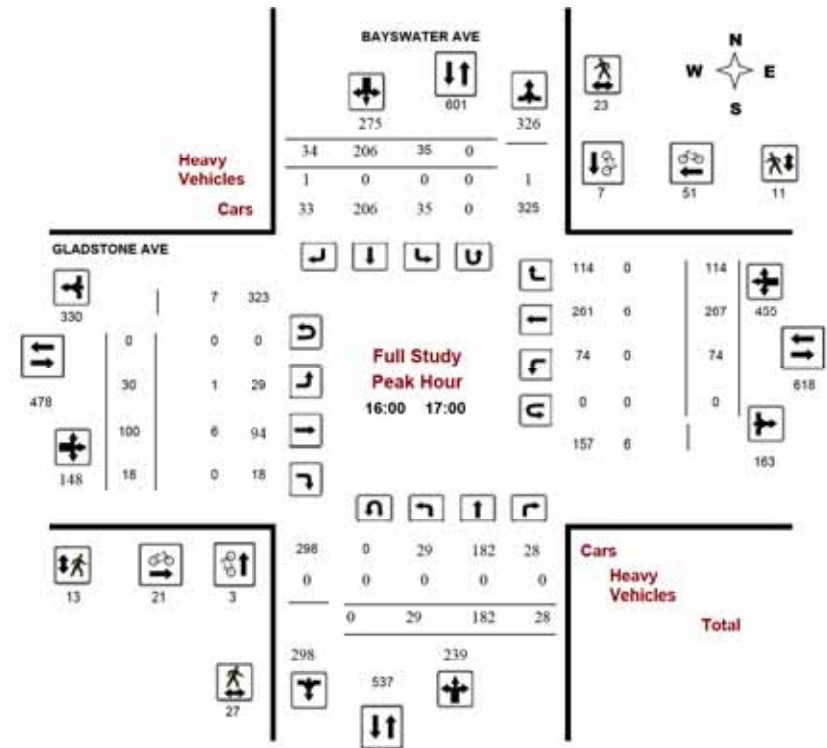 BAYSWATER AVE
N
W E
S
601
23
275 326
34 206 35 0
Heavy
Vehicles
1 0 0 0 1
Cars
33 206 35 0 325
7 51 11
GLADSTONE AVE
330
7 323
114 0 114
455
0 0 0
261 6 267
478
30 1 29
74 0 74
618
Full Study
Peak Hour
16:00 17:00
0 0 0
100 6 94
157 6
163
148
18 0 18
298 0 29 182 28
Cars
0 0 0 0 0
Heavy
Vehicles
13 21 3
0 29 182 28
Total
298 239
537
27